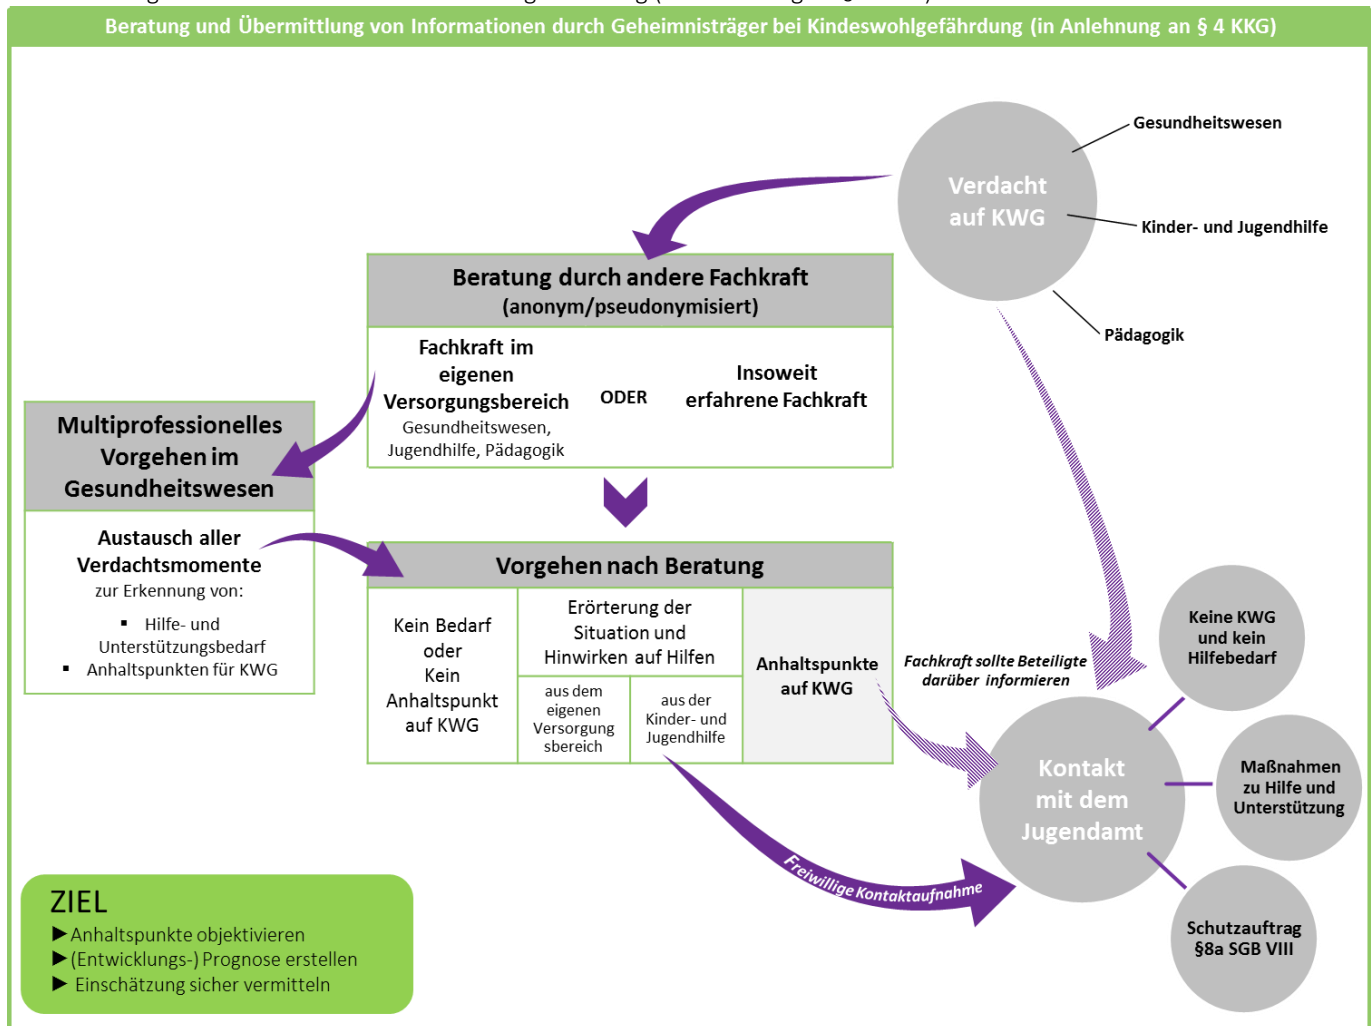 Beratung und Übermittlung von Informationen durch Geheimnisträger bei Kindeswohlgefährdung (in Anlehnung an § 4 KKG)
Verdacht
auf KWG
Gesundheitswesen
Kinder- und Jugendhilfe
Pädagogik
Beratung durch andere Fachkraft
(anonym/pseudonymisiert)
Fachkraft im
eigenen
Versorgungsbereich
Gesundheitswesen,
Jugendhilfe, Pädagogik
ODER
Insoweit
erfahrene Fachkraft
Multiprofessionelles
Vorgehen im
Gesundheitswesen
Austausch aller
Verdachtsmomente
zur Erkennung von:
▪ Hilfe- und
Unterstützungsbedarf
▪ Anhaltspunkten für KWG
Vorgehen nach Beratung
Kein Bedarf
oder
Kein
Anhaltspunkt
auf KWG
Erörterung der
Situation und
Hinwirken auf Hilfen
aus dem
eigenen
Versorgung
sbereich
aus der
Kinder- und
Jugendhilfe
Anhaltspunkte
auf KWG
Fachkraft sollte Beteiligte
darüber informieren
Freiwillige Kontaktaufnahme
Kontakt
mit dem
Jugendamt
Keine KWG
und kein
Hilfebedarf
Maßnahmen
zu Hilfe und
Unterstützung
Schutzauftrag
§8a SGB VIII
ZIEL
► Anhaltspunkte objektivieren
► (Entwicklungs-) Prognose erstellen
► Einschätzung sicher vermitteln